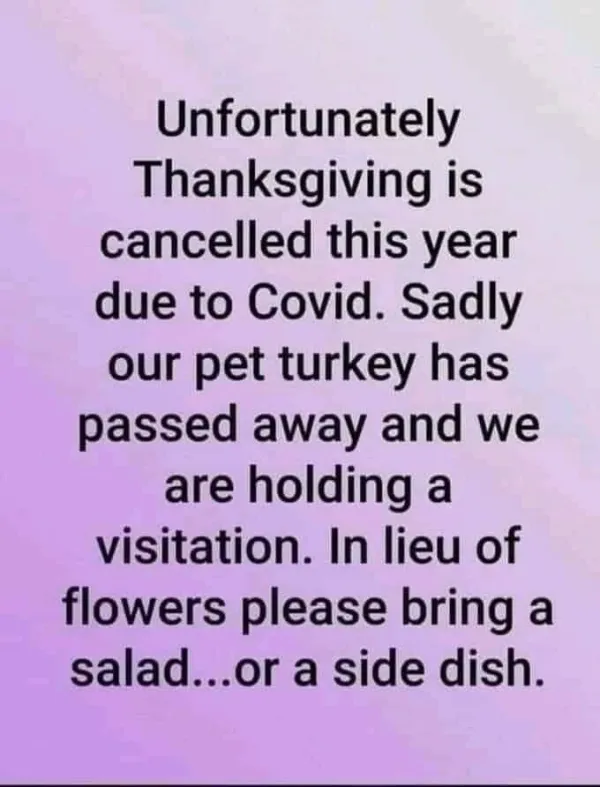 Unfortunately
Thanksgiving is
cancelled this year
due to Covid. Sadly
our pet turkey has
passed away and we
are holding a
visitation. In lieu of
flowers please bring a
salad...or a side dish.